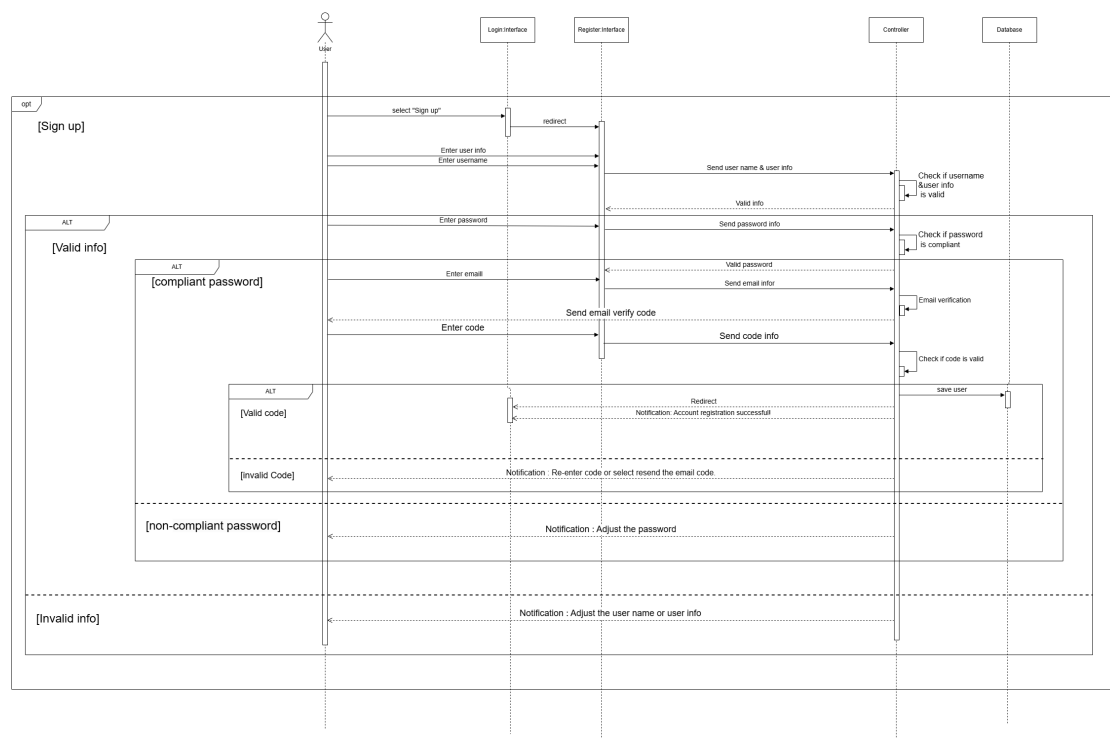 User
Login:Interface
Register:Interface
Controller
Database
opt
[Sign up]
select "Sign up"
redirect
Enter user info
Enter username
Send user name & user info
Check if username
&user info
is valid
Valid info
ALT
[Valid info]
Enter password
Send password info
Check if password
is compliant
ALT
[compliant password]
Valid password
Enter emaill
Send email infor
Email verification
Send email verify code
Enter code
Send code info
Check if code is valid
ALT
[Valid code]
save user
Redirect
Notification: Account registration successfull!
[Invalid Code]
Notification : Re-enter code or select resend the email code.
[non-compliant password]
Notification : Adjust the password
[Invalid info]
Notification : Adjust the user name or user info